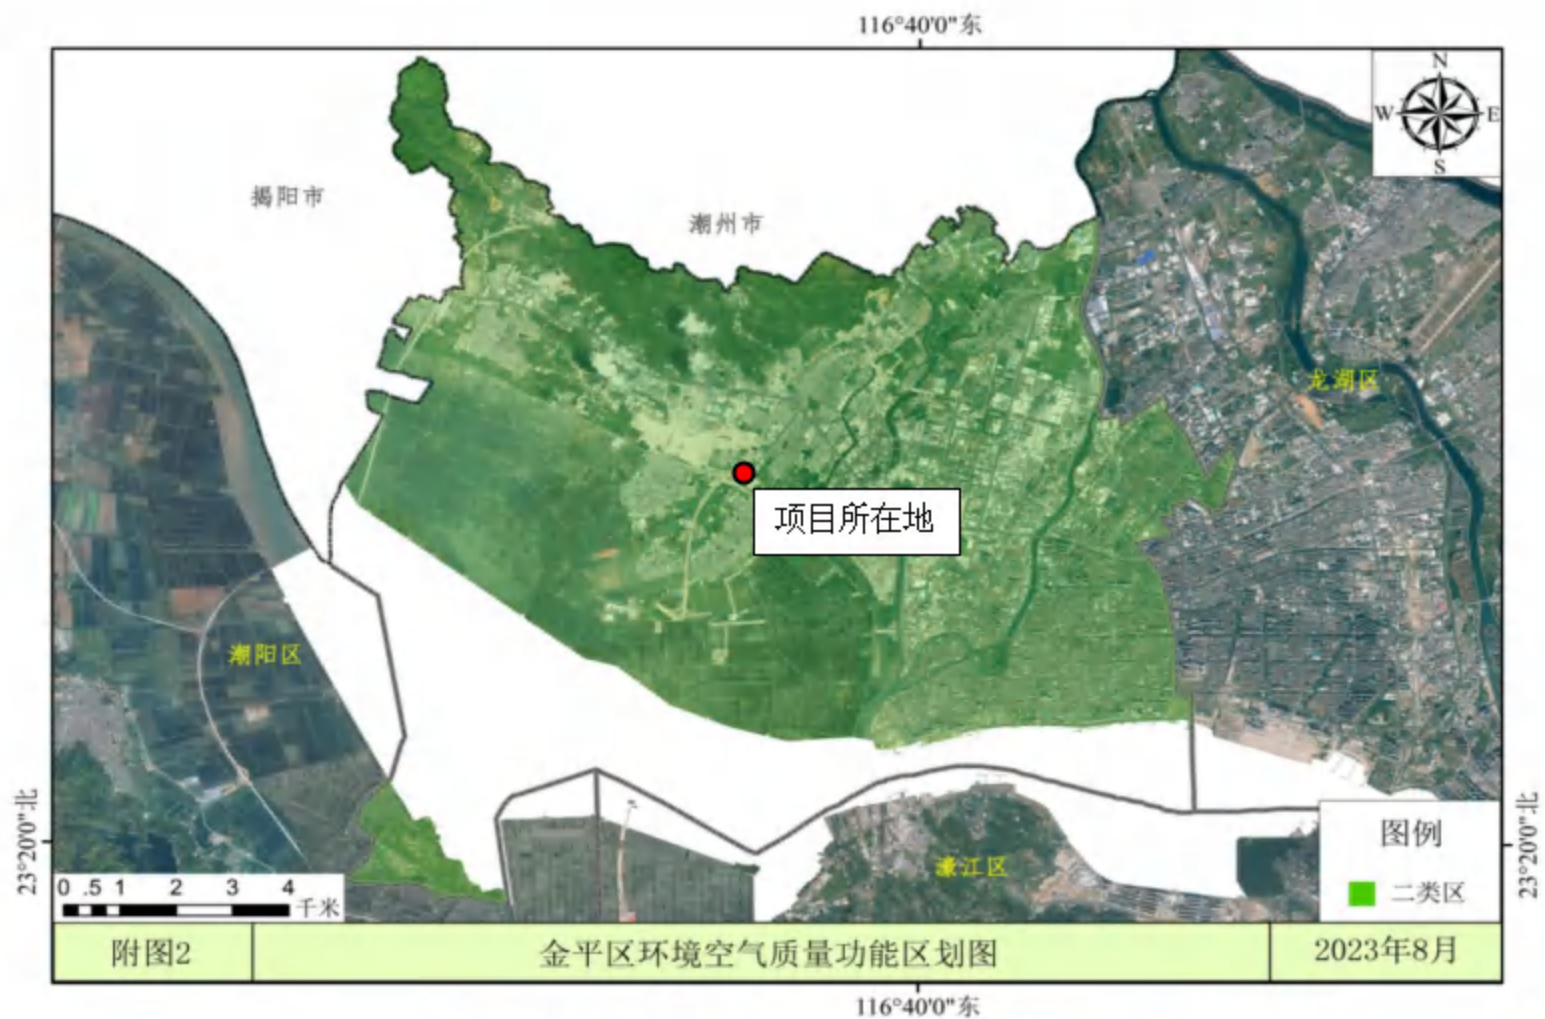 116°40'0"东
N
W
E
S
揭阳市
潮州市
龙湖区
项目所在地
潮阳区
濠江区
23°20'0"北
23°20'0"北
图例
二类区
0 .5 1 2 3 4
千米
附图2
金平区环境空气质量功能区划图
2023年8月
116°40'0"东